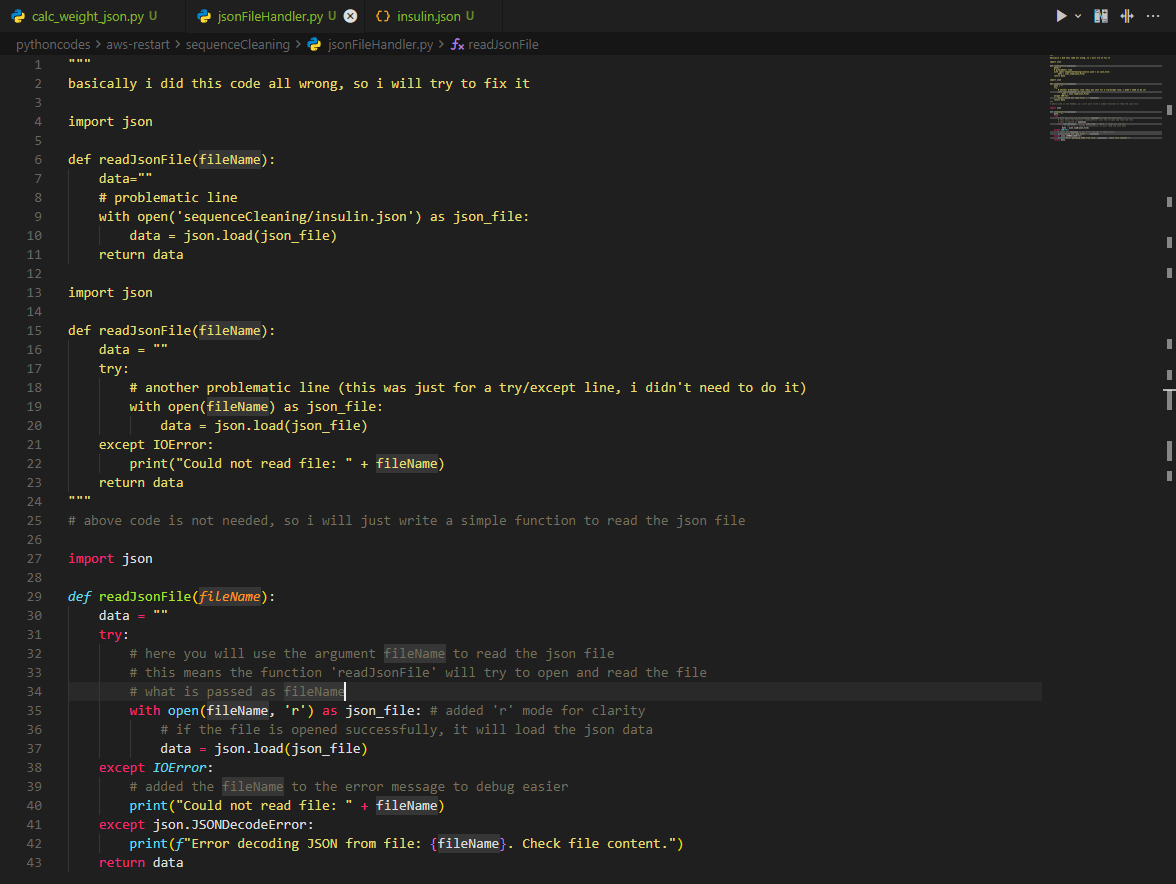 calc_weight_json.py U jsonFileHandler.py U insulin.json U
pythoncodes > aws-restart > sequenceCleaning > jsonFileHandler.py > readJsonFile
1 """
2 basically i did this code all wrong, so i will try to fix it
3
4 import json
5
6 def readJsonFile(fileName):
7     data=""
8     # problematic line
9     with open('sequenceCleaning/insulin.json') as json_file:
10         data = json.load(json_file)
11     return data
12
13 import json
14
15 def readJsonFile(fileName):
16     data = ""
17     try:
18         # another problematic line (this was just for a try/except line, i didn't need to do it)
19         with open(fileName) as json_file:
20             data = json.load(json_file)
21     except IOError:
22         print("Could not read file: " + fileName)
23     return data
24 """
25 # above code is not needed, so i will just write a simple function to read the json file
26
27 import json
28
29 def readJsonFile(fileName):
30     data = ""
31     try:
32         # here you will use the argument fileName to read the json file
33         # this means the function 'readJsonFile' will try to open and read the file
34         # what is passed as fileName
35         with open(fileName, 'r') as json_file: # added 'r' mode for clarity
36             # if the file is opened successfully, it will load the json data
37             data = json.load(json_file)
38     except IOError:
39         # added the fileName to the error message to debug easier
40         print("Could not read file: " + fileName)
41     except json.JSONDecodeError:
42         print(f"Error decoding JSON from file: {fileName}. Check file content.")
43     return data